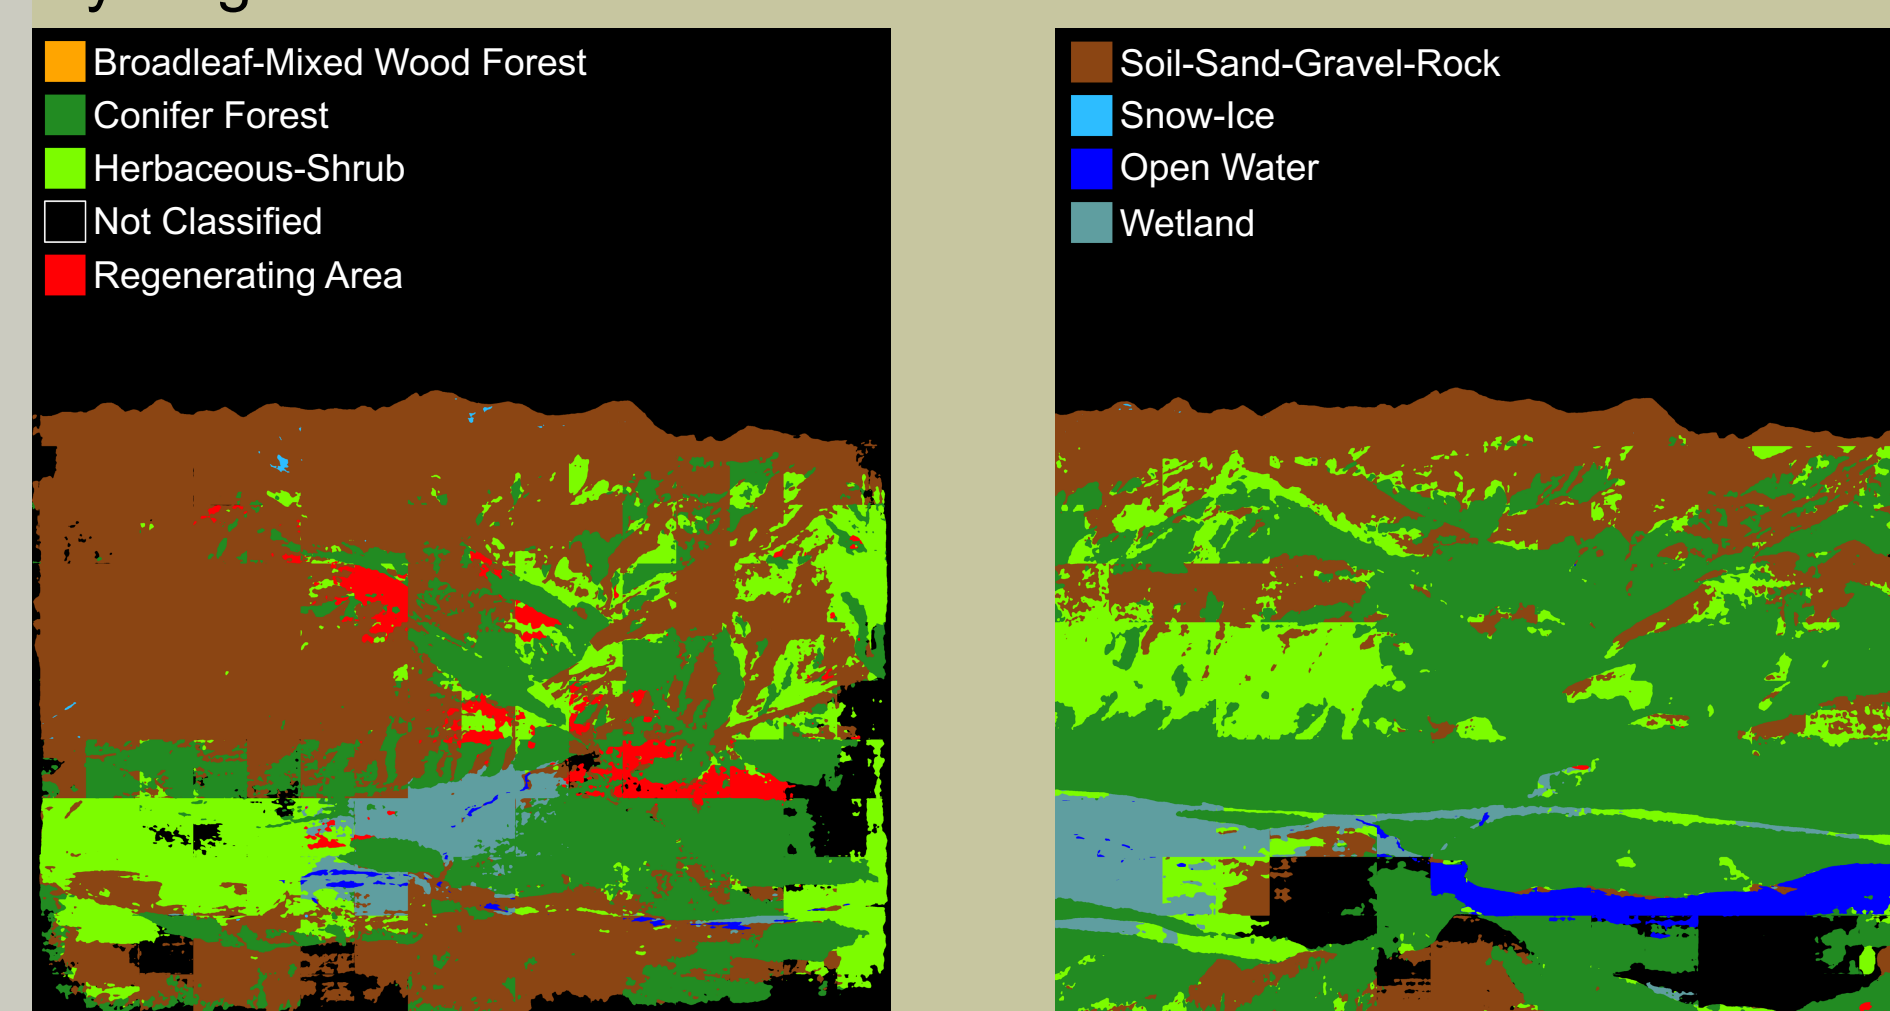 Broadleaf-Mixed Wood Forest
Conifer Forest
Herbaceous-Shrub
Not Classified
Regenerating Area
Soil-Sand-Gravel-Rock
Snow-Ice
Open Water
Wetland